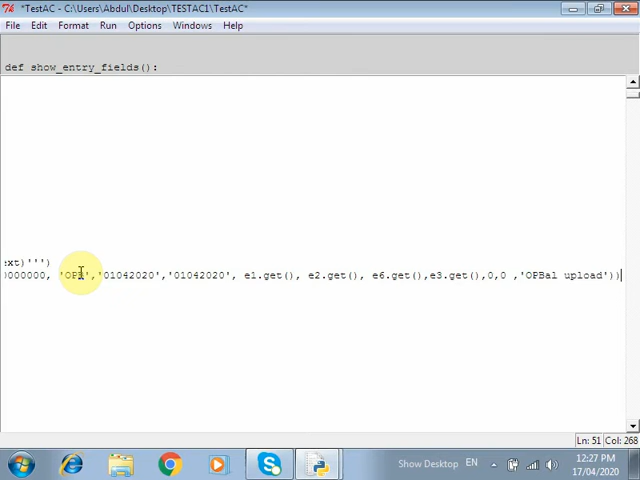 *TestAC - C:\Users\Abdul\Desktop\TESTAC1\TestAC*
File Edit Format Run Options Windows Help
def show_entry_fields():
ext)''')
0000000, 'OPB','01042020','01042020', e1.get(), e2.get(), e6.get(),e3.get(),0,0 ,'OPBal upload'))
Ln: 51 Col: 268
Show Desktop EN
12:27 PM
17/04/2020